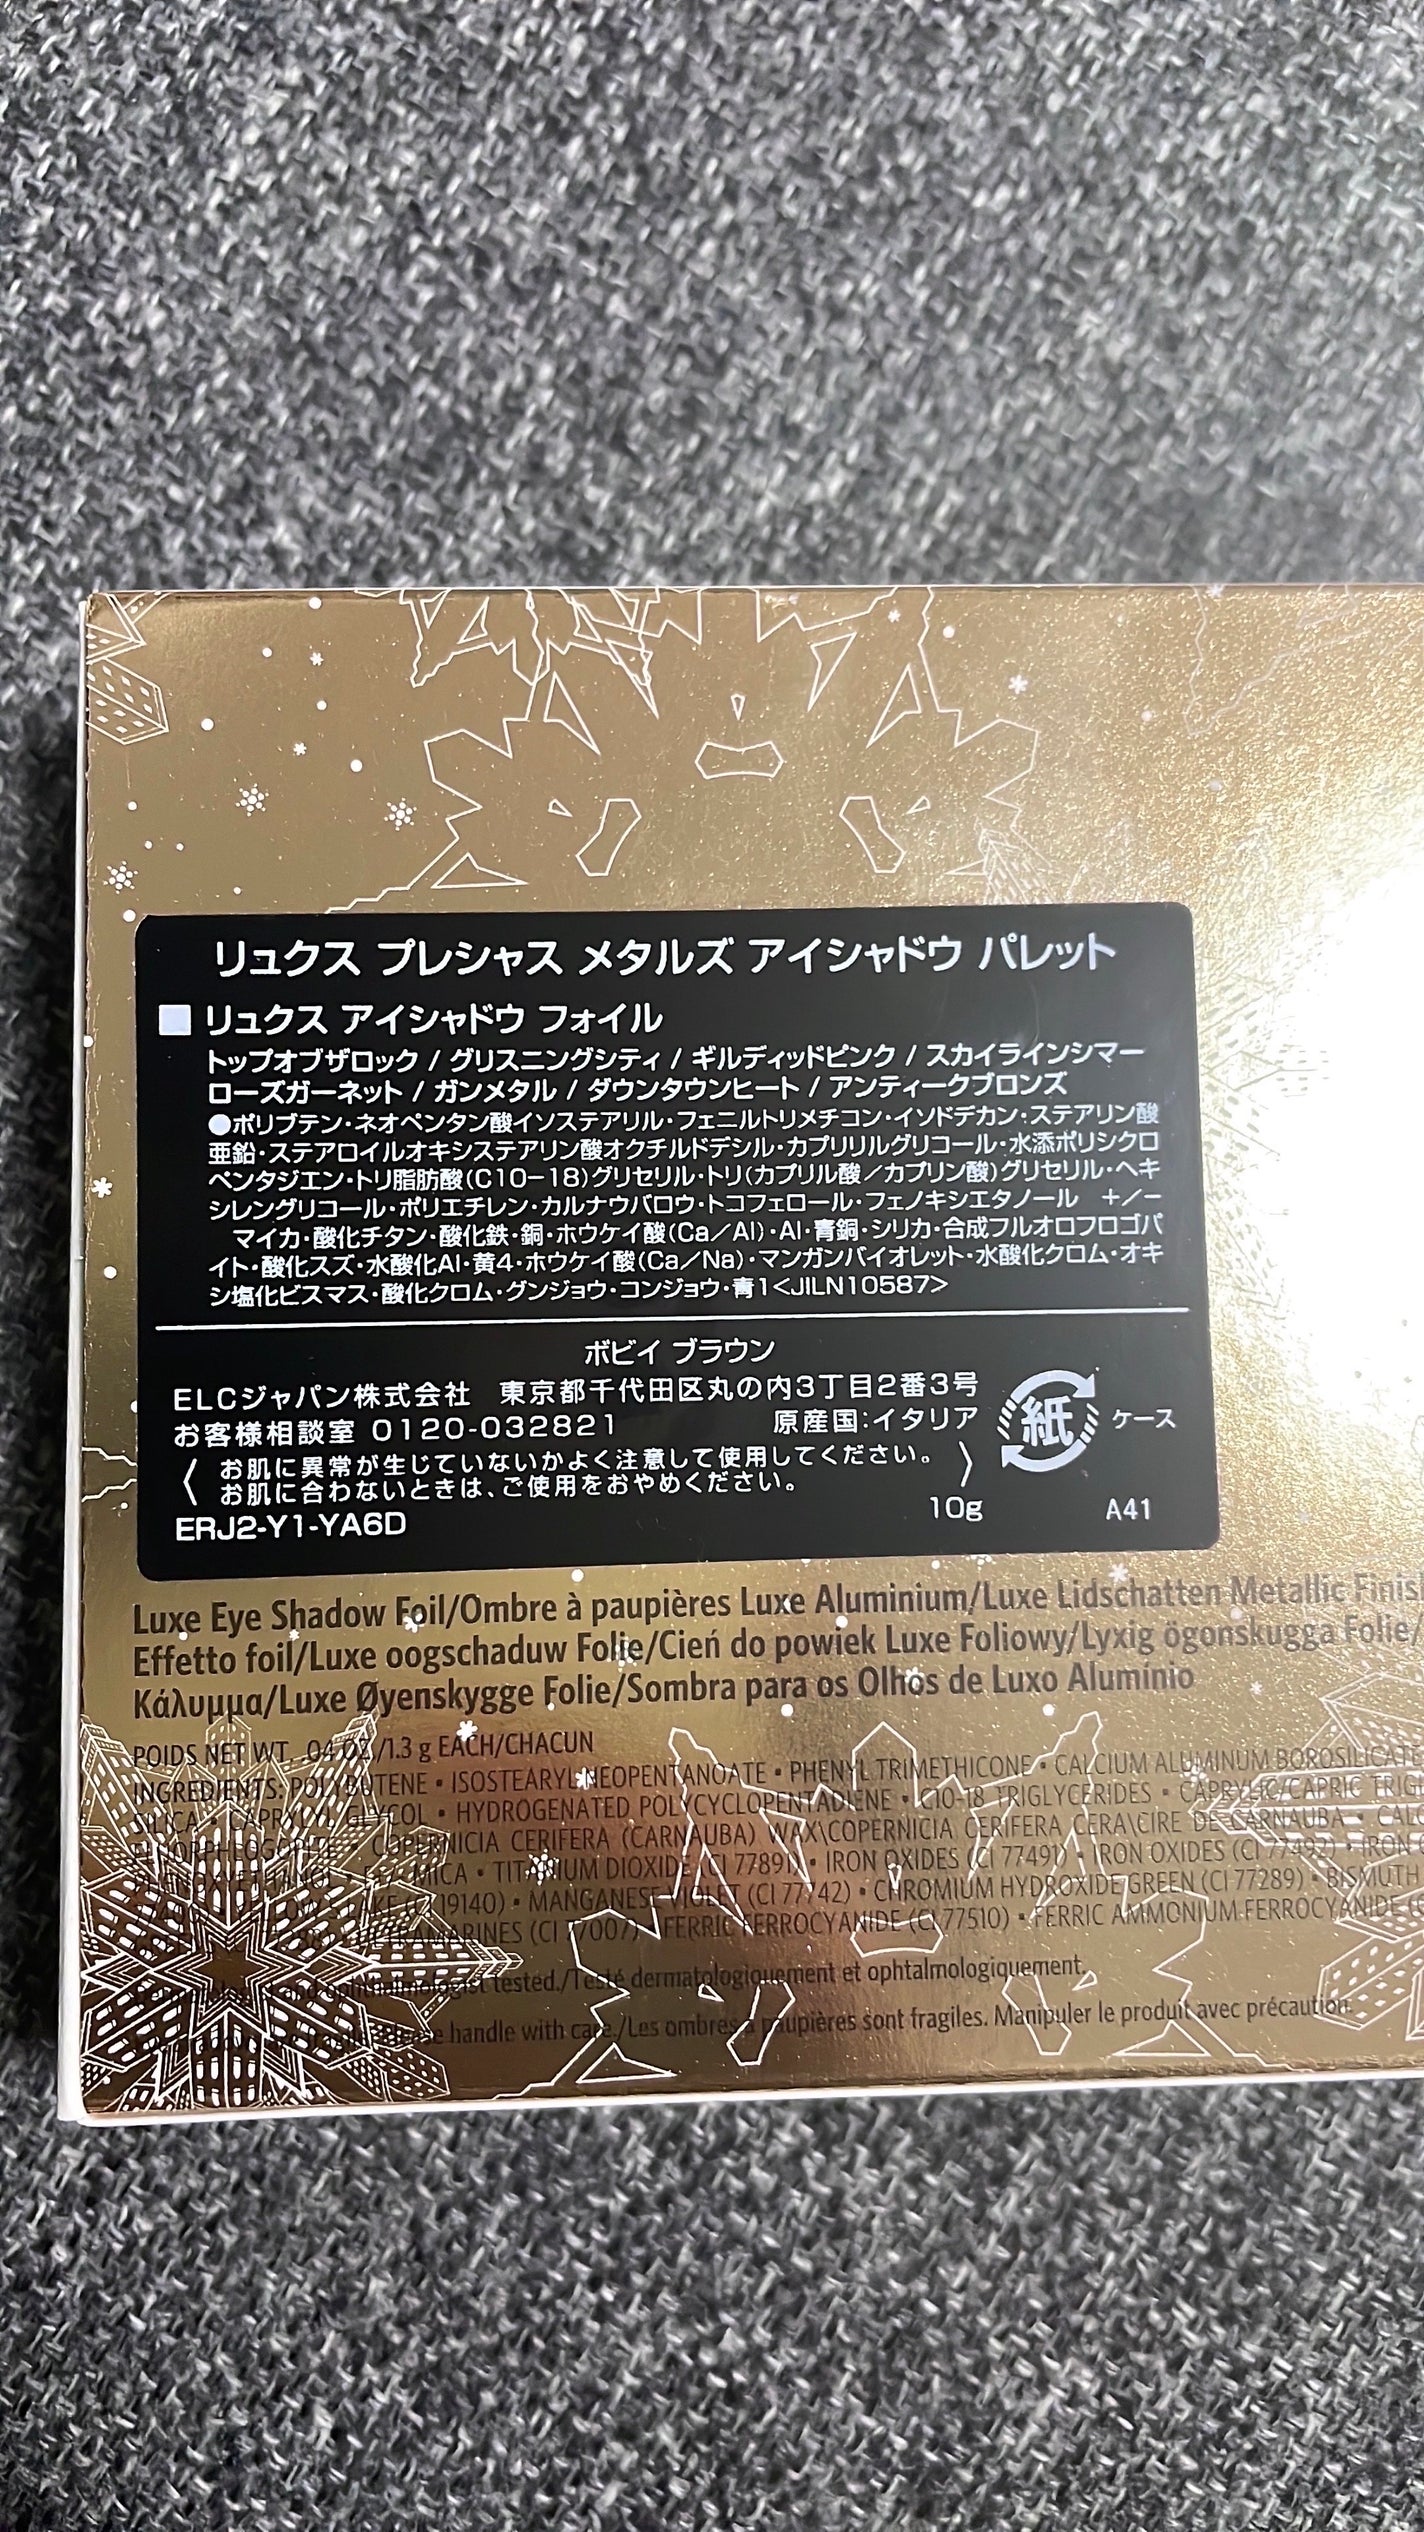 リュクス プレシャス メタルズ アイシャドウ パレット
リュクス アイシャドウ フォイル
トップオブザロック / グリスニングシティ / ギルディッドピンク / スカイラインシマー
ローズガーネット / ガンメタル / ダウンタウンヒート / アンティークブロンズ
●ポリブテン・ネオペンタン酸イソステアリル・フェニルトリメチコン・イソドデカン・ステアリン酸
亜鉛・ステアロイルオキシステアリン酸オクチルドデシル・カプリリルグリコール・水添ポリシクロ
ペンタジエン・トリ脂肪酸(C10-18)グリセリル・トリ(カプリル酸/カプリン酸)グリセリル・ヘキ
シレングリコール・ポリエチレン・カルナウバロウ・トコフェロール・フェノキシエタノール +/-
マイカ・酸化チタン・酸化鉄・銅・ホウケイ酸(Ca/Al)・Al・青銅・シリカ・合成フルオロフロゴパ
イト・酸化スズ・水酸化Al・黄4・ホウケイ酸(Ca/Na)・マンガンバイオレット・水酸化クロム・オキ
シ塩化ビスマス・酸化クロム・グンジョウ・コンジョウ・青1<JILN10587>
ボビイ ブラウン
ELCジャパン株式会社 東京都千代田区丸の内3丁目2番3号
お客様相談室 0120-032821 原産国:イタリア
紙 ケース
〈お肌に異常が生じていないかよく注意して使用してください。
お肌に合わないときは、ご使用をおやめください。〉
ERJ2-Y1-YA6D 10g A41
Luxe Eye Shadow Foil/Ombre à paupières Luxe Aluminium/Luxe Lidschatten Metallic Finis
Effetto foil/Luxe oogschaduw Folie/Cień do powiek Luxe Foliowy/Lyxig ögonskugga Folie/
Κάλυμμα/Luxe Øyenskygge Folie/Sombra para os Olhos de Luxo Alumínio
POIDS NET WT. .04 OZ./1.3 g EACH/CHACUN
INGREDIENTS: POLYBUTENE • ISOSTEARYL NEOPENTANOATE • PHENYL TRIMETHICONE • CALCIUM ALUMINUM BOROSILICATE
SILICA • CAPRYLYL GLYCOL • HYDROGENATED POLYCYCLOPENTADIENE • C10-18 TRIGLYCERIDES • CAPRYLIC/CAPRIC TRIG
COPERNICIA CERIFERA (CARNAUBA) WAX\COPERNICIA CERIFERA CERA\CIRE DE CARNAUBA •
MICA • TITANIUM DIOXIDE (CI 77891) • IRON OXIDES (CI 77491) • IRON OXIDES (CI 77492) • IRON
19140) • MANGANESE VIOLET (CI 77742) • CHROMIUM HYDROXIDE GREEN (CI 77289) • BISMUTH
ULTRAMARINES (CI 77007) • FERRIC FERROCYANIDE (CI 77510) • FERRIC AMMONIUM FERROCYANIDE
and ophthalmologist tested./Testé dermatologiquement et ophtalmologiquement.
handle with care./Les ombres à paupières sont fragiles. Manipuler le produit avec précaution.